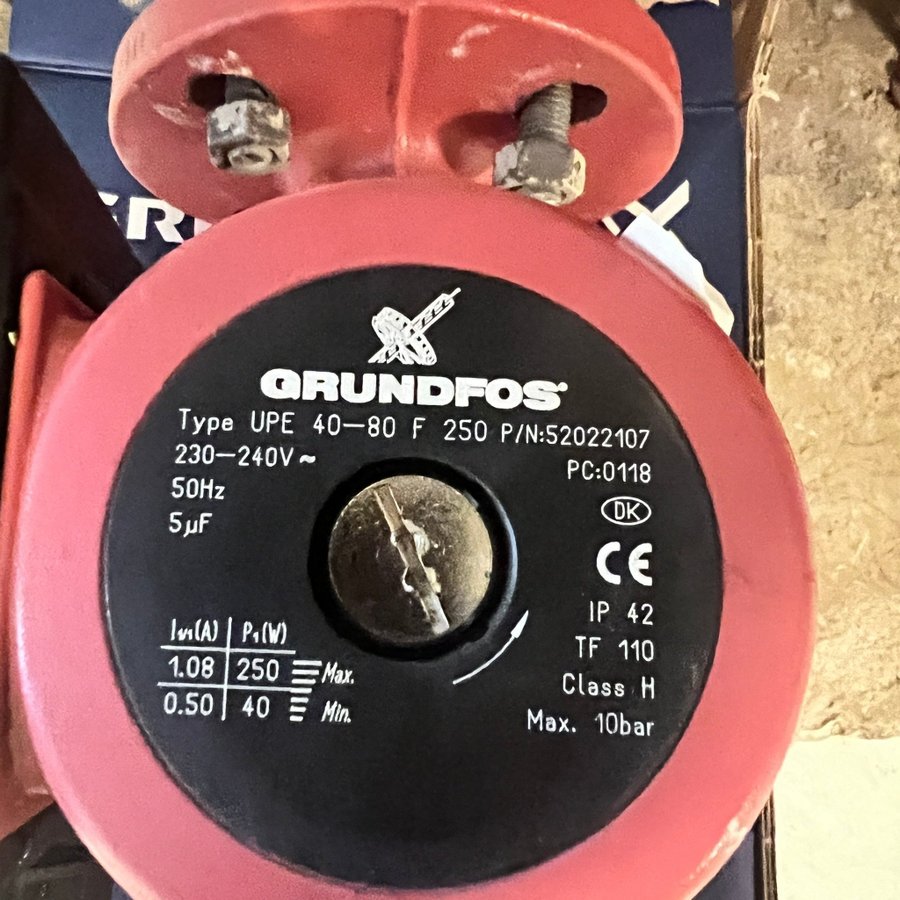 GRUNDFOS
Type UPE 40-80 F 250 P/N:52022107
230-240V~ PC:0118
50Hz
5µF
DK
CE
IP 42
TF 110
Class H
Max. 10bar
I₁/₁(A) P₁(W)
1.08 250 Max.
0.50 40 Min.